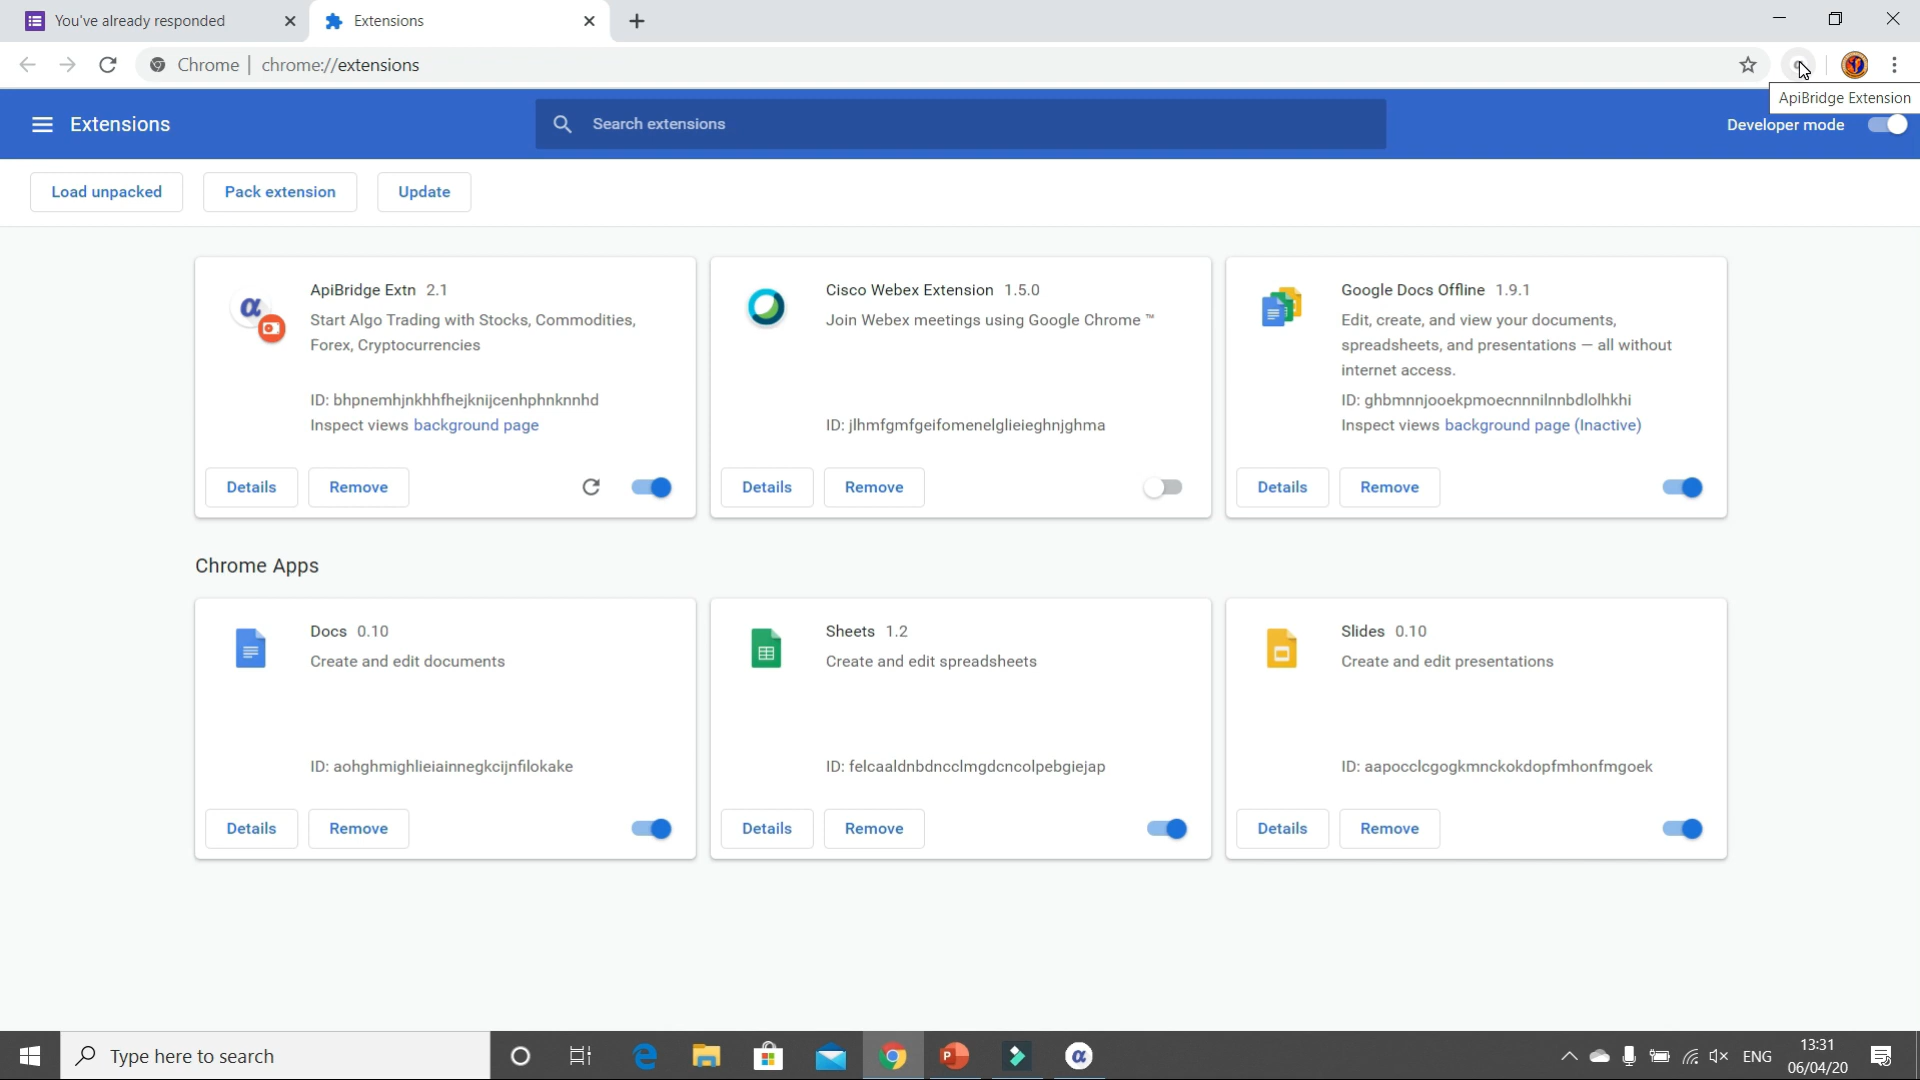 You've already responded
Extensions
Chrome | chrome://extensions
ApiBridge Extension
Extensions
Search extensions
Developer mode
Load unpacked
Pack extension
Update
ApiBridge Extn 2.1
Start Algo Trading with Stocks, Commodities,
Forex, Cryptocurrencies
ID: bhpnemhjnkhhfhejknijcenhphnknnhd
Inspect views background page
Details
Remove
Cisco Webex Extension 1.5.0
Join Webex meetings using Google Chrome ™
ID: jlhmfgmfgeifomenelglieieghnjghma
Details
Remove
Google Docs Offline 1.9.1
Edit, create, and view your documents,
spreadsheets, and presentations — all without
internet access.
ID: ghbmnnjooekpmoecnnnilnnbdlolhkhi
Inspect views background page (Inactive)
Details
Remove
Chrome Apps
Docs 0.10
Create and edit documents
ID: aohghmighlieiainnegkcijnfilokake
Details
Remove
Sheets 1.2
Create and edit spreadsheets
ID: felcaaldnbdncclmgdcncolpebgiejap
Details
Remove
Slides 0.10
Create and edit presentations
ID: aapocclcgogkmnckokdopfmhonfmgoek
Details
Remove
Type here to search
ENG
13:31
06/04/20